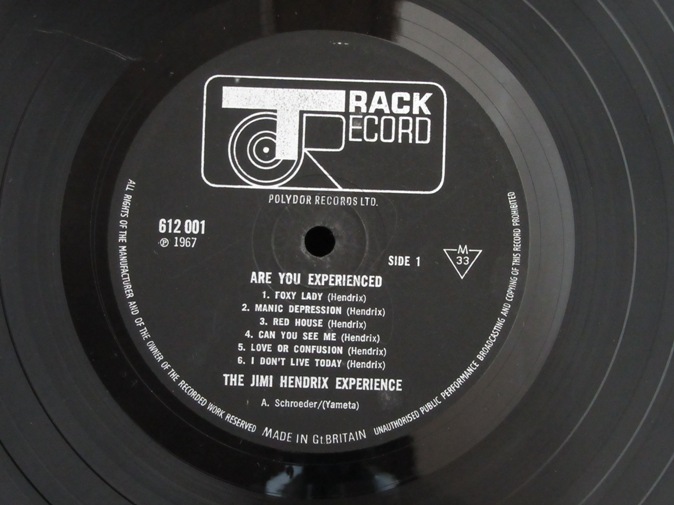 TRACK
RECORD
POLYDOR RECORDS LTD.
612 001
℗ 1967
SIDE 1
M
33
ARE YOU EXPERIENCED
1. FOXY LADY (Hendrix)
2. MANIC DEPRESSION (Hendrix)
3. RED HOUSE (Hendrix)
4. CAN YOU SEE ME (Hendrix)
5. LOVE OR CONFUSION (Hendrix)
6. I DON'T LIVE TODAY (Hendrix)
THE JIMI HENDRIX EXPERIENCE
A. Schroeder/(Yameta)
ALL RIGHTS OF THE MANUFACTURER AND OF THE OWNER OF THE RECORDED WORK RESERVED
MADE IN Gt.BRITAIN
UNAUTHORISED PUBLIC PERFORMANCE BROADCASTING AND COPYING OF THIS RECORD PROHIBITED